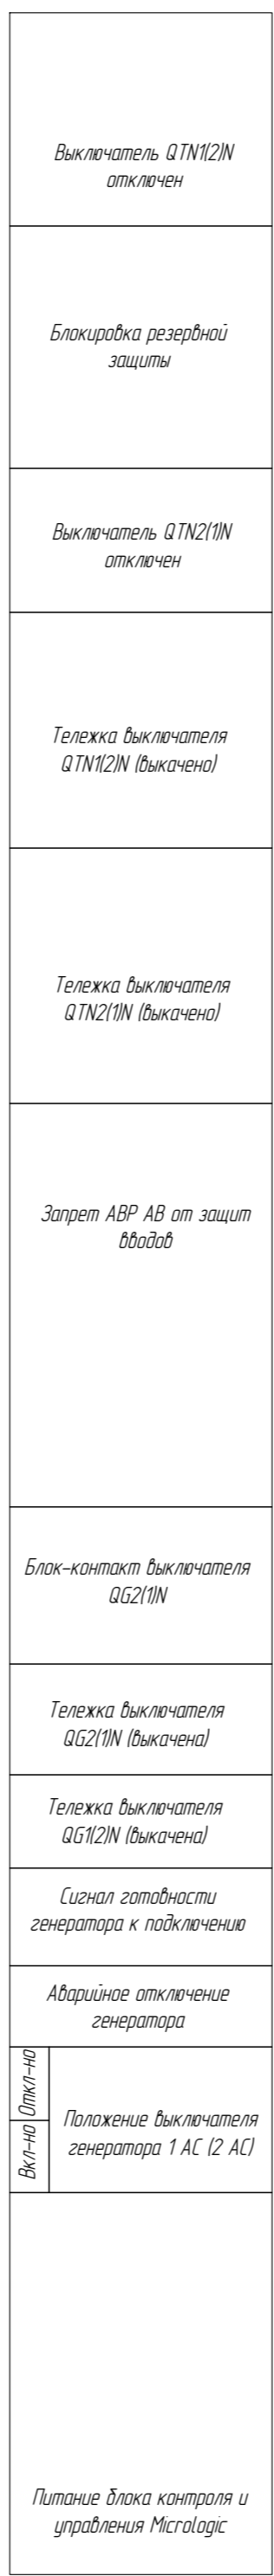 Выключатель QTN1(2)N
отключен
Блокировка резервной
защиты
Выключатель QTN2(1)N
отключен
Тележка выключателя
QTN1(2)N (выкачено)
Тележка выключателя
QTN2(1)N (выкачено)
Запрет АВР АВ от защит
вводов
Блок-контакт выключателя
QG2(1)N
Тележка выключателя
QG2(1)N (выкачена)
Тележка выключателя
QG1(2)N (выкачена)
Сигнал готовности
генератора к подключению
Аварийное отключение
генератора
Откл-но
Вкл-но
Положение выключателя
генератора 1 АС (2 АС)
Питание блока контроля и
управления Micrologic